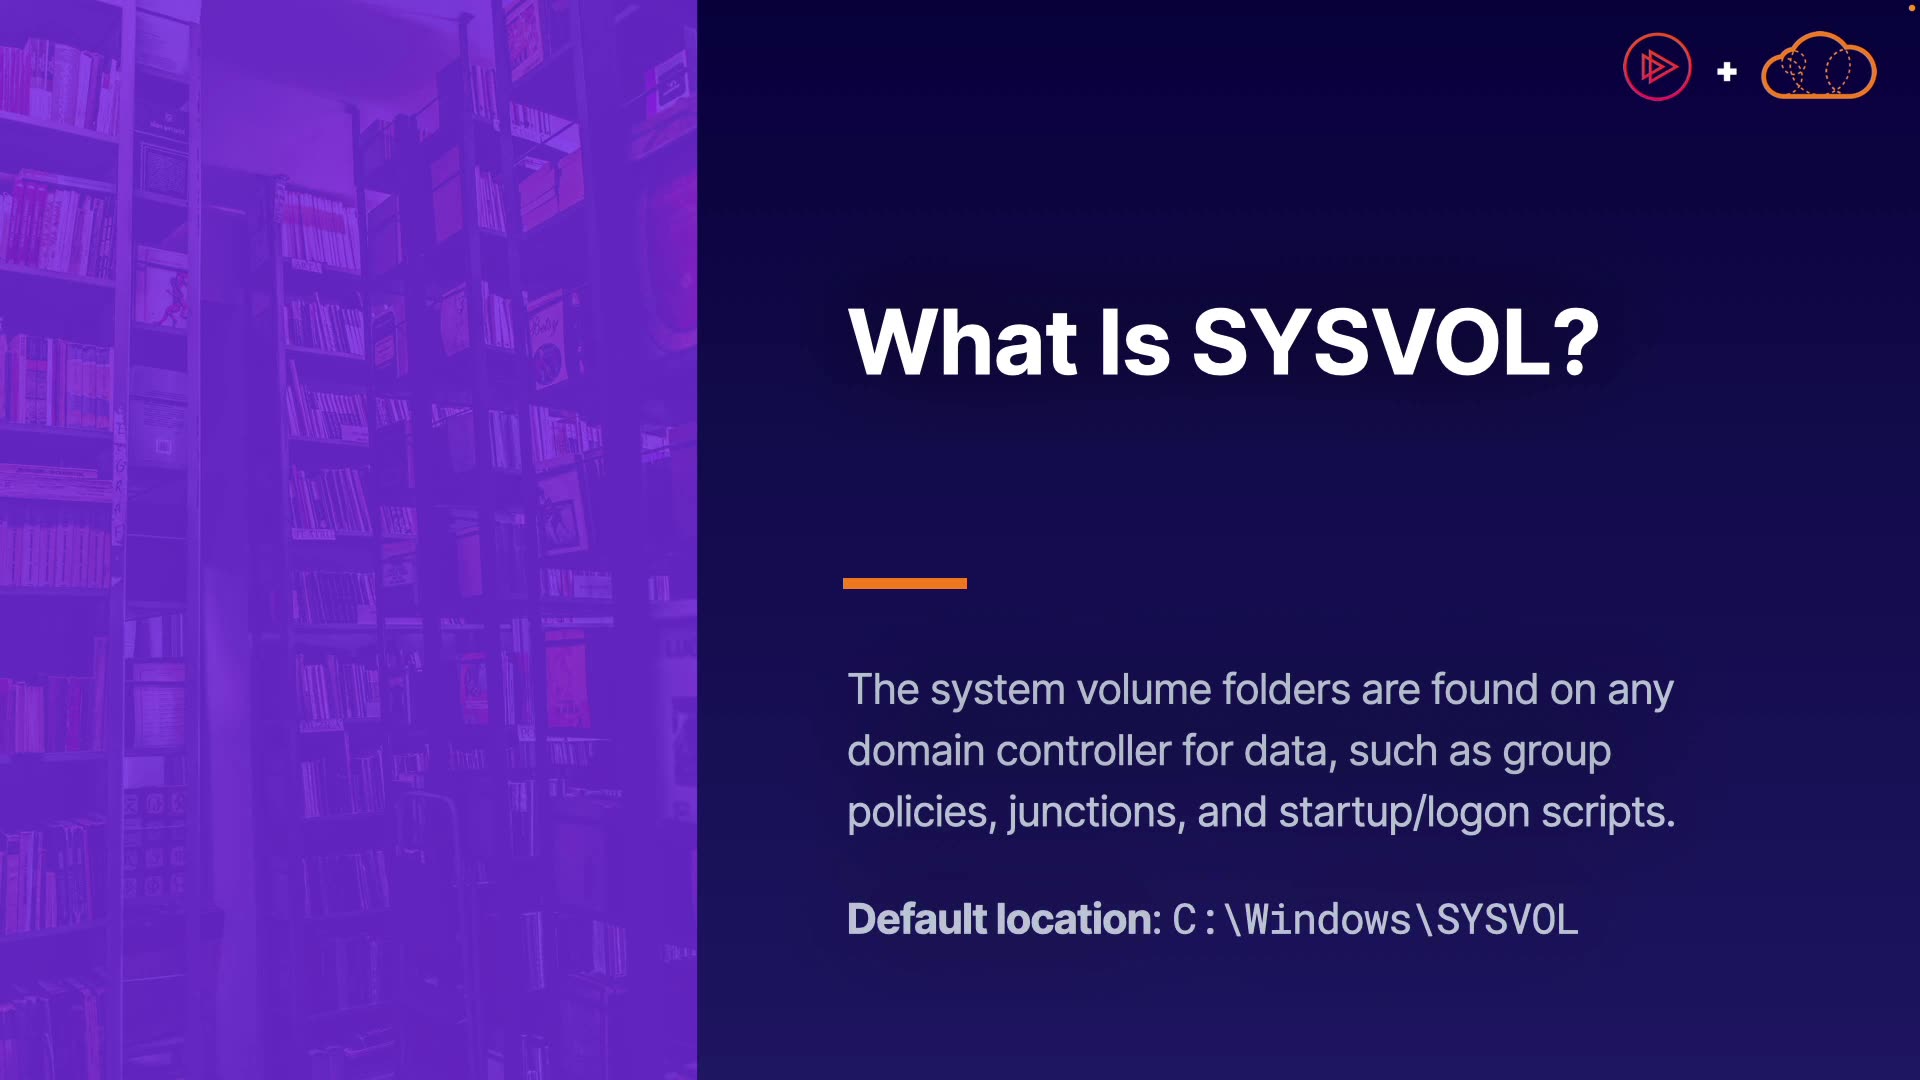 What Is SYSVOL?
The system volume folders are found on any
domain controller for data, such as group
policies, junctions, and startup/logon scripts.
Default location: C:\Windows\SYSVOL